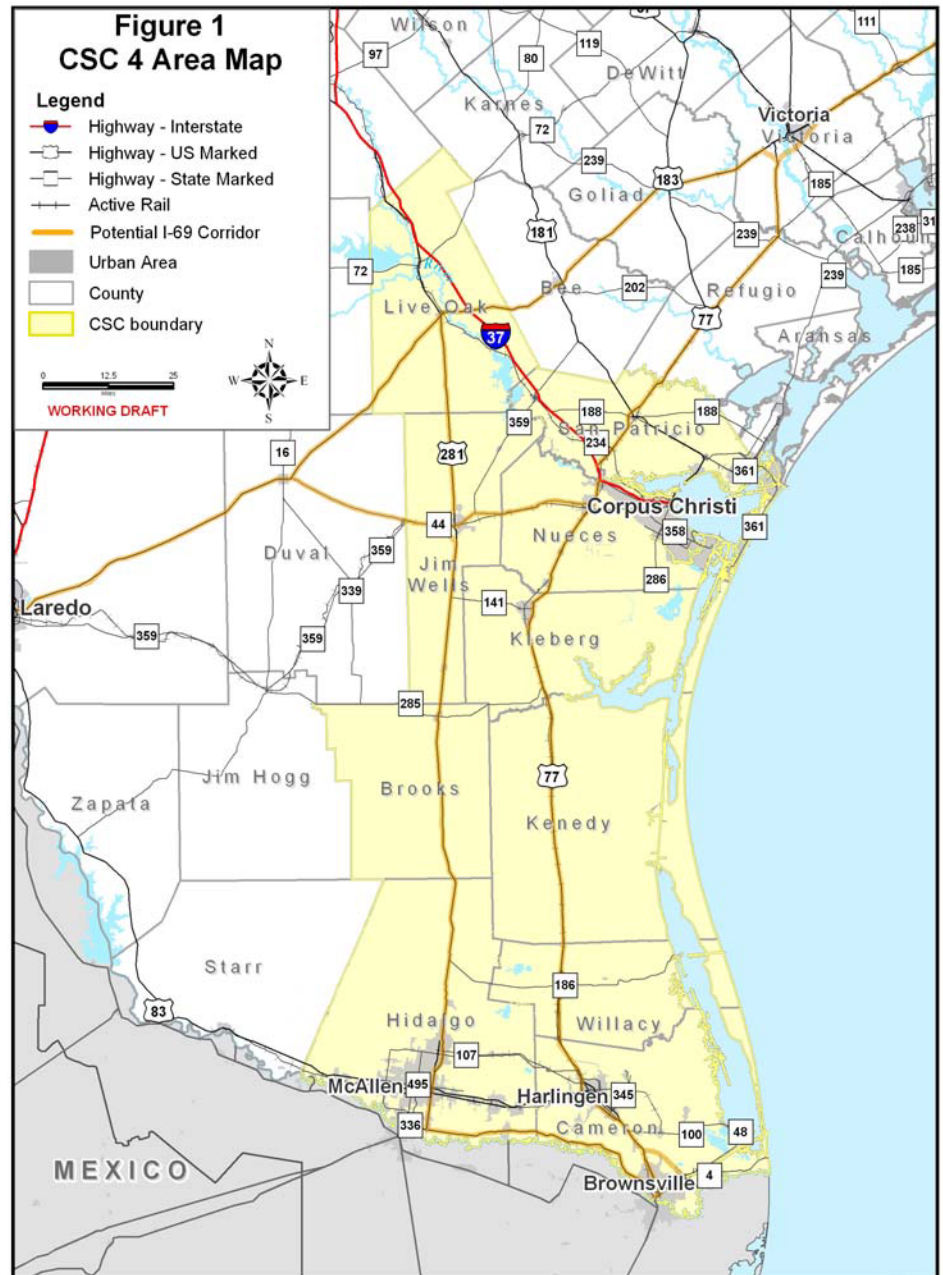 Figure 1
CSC 4 Area Map
Legend
Highway - Interstate
Highway - US Marked
Highway - State Marked
Active Rail
Potential I-69 Corridor
Urban Area
County
CSC boundary
N
W E
S
0 12.5 25
Miles
WORKING DRAFT
Wilson
111
97
119
80
DeWitt
Karnes
Victoria
72
Victoria
239
183
185
Goliad
181
239
238
Calhoun
72
239
185
Bee
202
Refugio
Live Oak
77
37
Aransas
359
188
188
San Patricio
16
234
281
361
Corpus Christi
44
Nueces
358
361
Duval
359
Jim
Wells
286
339
141
Laredo
359
359
Kleberg
285
Jim Hogg
77
Brooks
Zapata
Kenedy
Starr
186
83
Hidalgo
Willacy
107
McAllen
495
Harlingen
345
Cameron
336
100
48
MEXICO
4
Brownsville